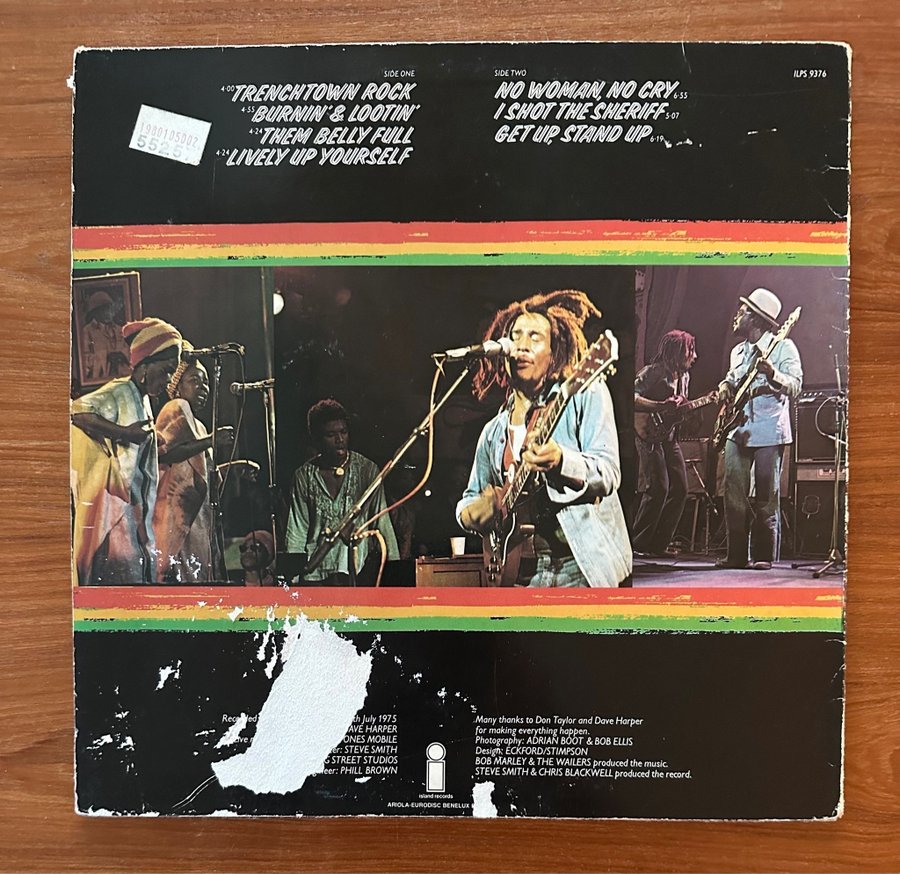 SIDE ONE
4·00 TRENCHTOWN ROCK
4·55 BURNIN' & LOOTIN'
4·24 THEM BELLY FULL
4·24 LIVELY UP YOURSELF
SIDE TWO
NO WOMAN, NO CRY 6·55
I SHOT THE SHERIFF 5·07
GET UP, STAND UP 6·19
ILPS 9376
1980105002
5525
th July 1975
AVE HARPER
ONES MOBILE
STEVE SMITH
G STREET STUDIOS
PHILL BROWN
Many thanks to Don Taylor and Dave Harper
for making everything happen.
Photography: ADRIAN BOOT & BOB ELLIS
Design: ECKFORD/STIMPSON
BOB MARLEY & THE WAILERS produced the music.
STEVE SMITH & CHRIS BLACKWELL produced the record.
i
island records
ARIOLA-EURODISC BENELUX